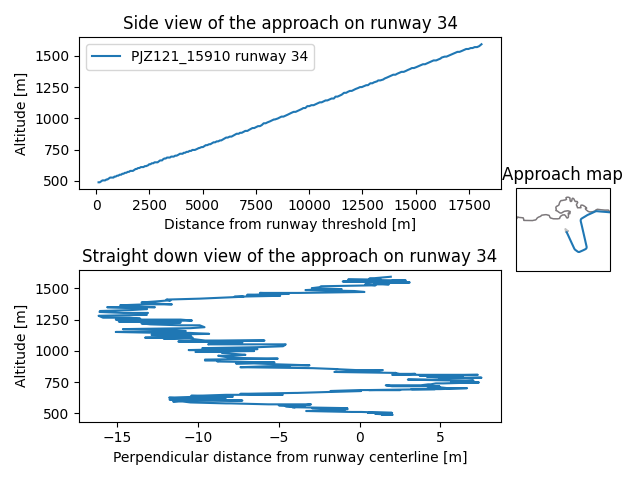 Side view of the approach on runway 34
Altitude [m]
1500
1250
1000
750
500
PJZ121_15910 runway 34
0 2500 5000 7500 10000 12500 15000 17500
Distance from runway threshold [m]
Approach map
Straight down view of the approach on runway 34
Altitude [m]
1500
1250
1000
750
500
−15 −10 −5 0 5
Perpendicular distance from runway centerline [m]